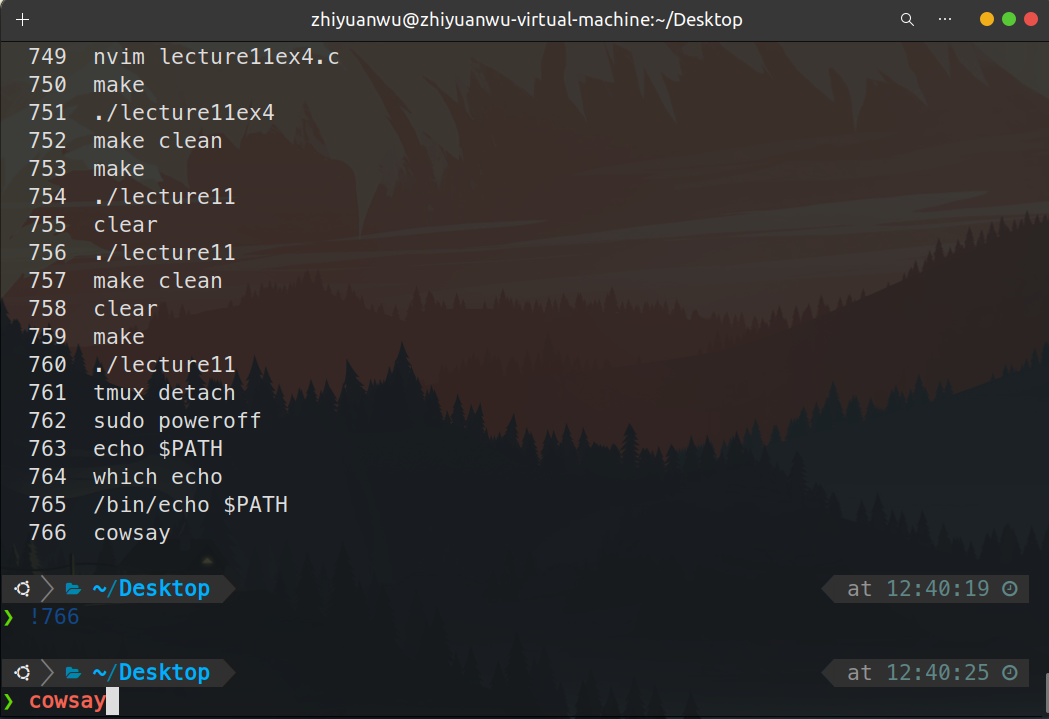 zhiyuanwu@zhiyuanwu-virtual-machine:~/Desktop
749 nvim lecture11ex4.c
750 make
751 ./lecture11ex4
752 make clean
753 make
754 ./lecture11
755 clear
756 ./lecture11
757 make clean
758 clear
759 make
760 ./lecture11
761 tmux detach
762 sudo poweroff
763 echo $PATH
764 which echo
765 /bin/echo $PATH
766 cowsay
~/Desktop at 12:40:19
❯ !766
~/Desktop at 12:40:25
❯ cowsay